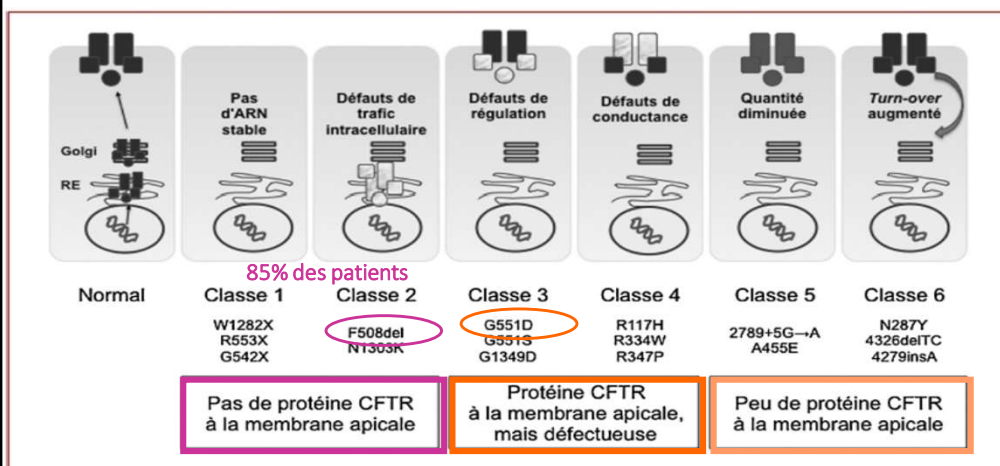 Pas
d'ARN
stable
Défauts de
trafic
intracellulaire
Défauts de
régulation
Défauts de
conductance
Quantité
diminuée
Turn-over
augmenté
Golgi
RE
85% des patients
Normal
Classe 1
Classe 2
Classe 3
Classe 4
Classe 5
Classe 6
W1282X
R553X
G542X
F508del
N1303K
G551D
G551S
G1349D
R117H
R334W
R347P
2789+5G→A
A455E
N287Y
4326delTC
4279insA
Pas de protéine CFTR
à la membrane apicale
Protéine CFTR
à la membrane apicale,
mais défectueuse
Peu de protéine CFTR
à la membrane apicale